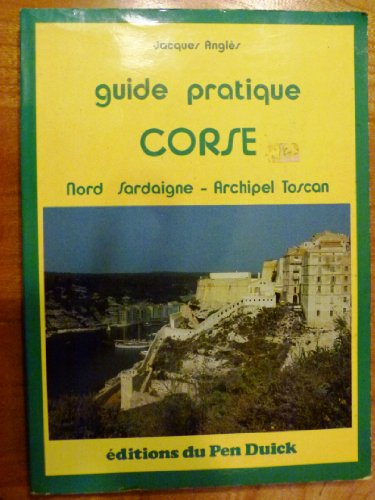 Jacques Anglès
guide pratique
CORSE
Nord Sardaigne - Archipel Toscan
éditions du Pen Duick